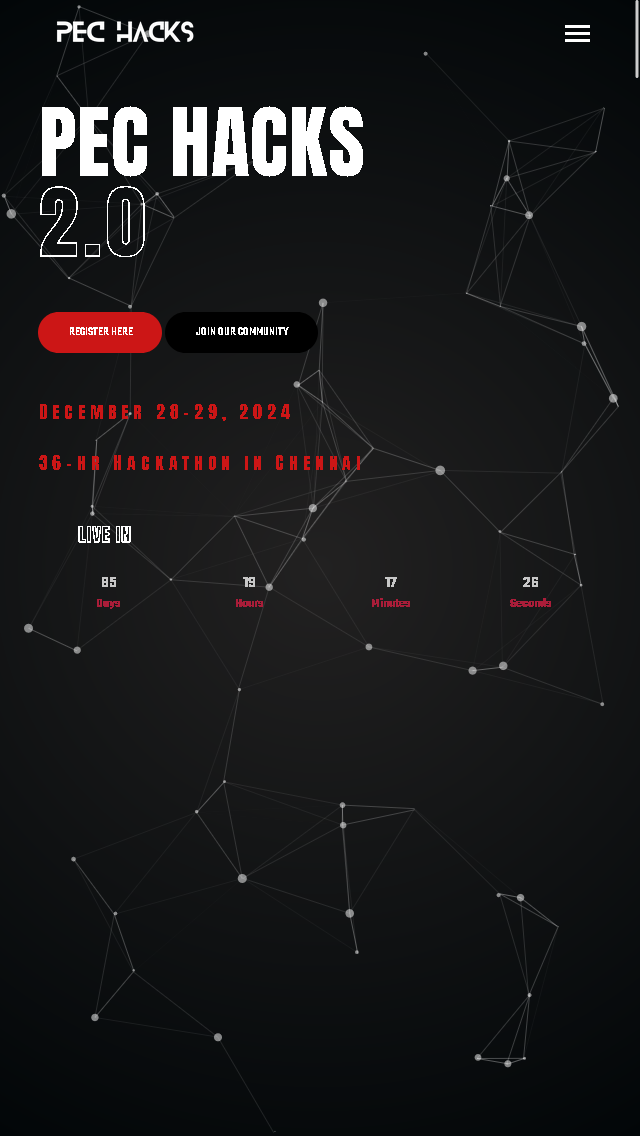 PEC HACKS
PEC HACKS
2.0
REGISTER HERE JOIN OUR COMMUNITY
December 28-29, 2024
36-hr Hackathon in Chennai
LIVE IN
85 19 17 26
Days Hours Minutes Seconds